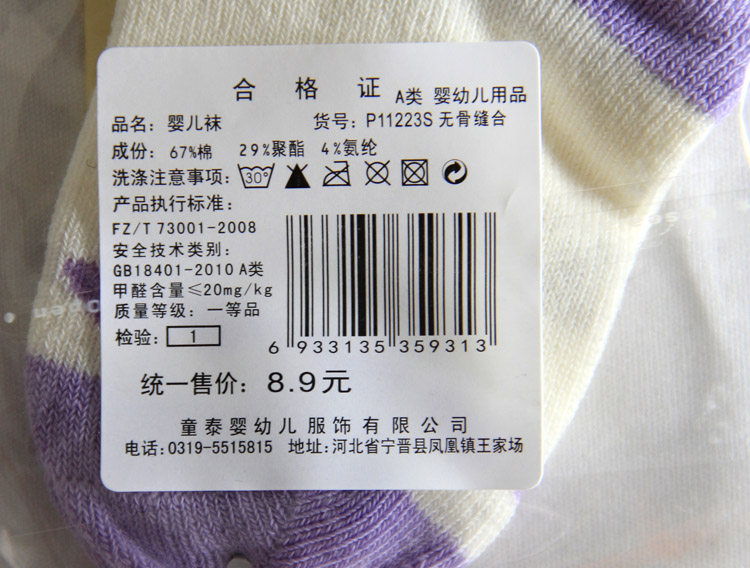 合格证 A类 婴幼儿用品
品名：婴儿袜 货号：P11223S 无骨缝合
成份：67%棉 29%聚酯 4%氨纶
洗涤注意事项：30°
产品执行标准：
FZ/T 73001-2008
安全技术类别：
GB18401-2010 A类
甲醛含量≤20mg/kg
质量等级：一等品
检验：1
6 933135 359313
统一售价：8.9元
童泰婴幼儿服饰有限公司
电话：0319-5515815 地址：河北省宁晋县凤凰镇王家场